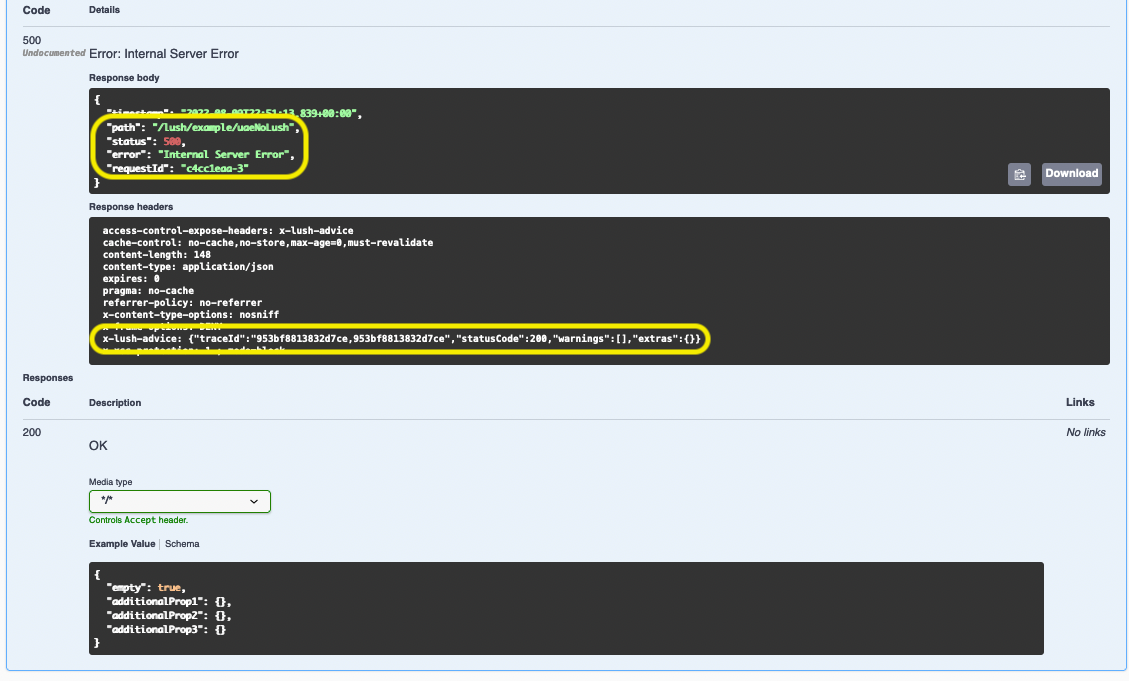 Code Details
500
Undocumented Error: Internal Server Error
Response body
{
"timestamp": "2022-08-09T22:51:13.839+00:00",
"path": "/lush/example/uaeNoLush",
"status": 500,
"error": "Internal Server Error",
"requestId": "c4cc1eaa-3"
}
Download
Response headers
access-control-expose-headers: x-lush-advice
cache-control: no-cache,no-store,max-age=0,must-revalidate
content-length: 148
content-type: application/json
expires: 0
pragma: no-cache
referrer-policy: no-referrer
x-content-type-options: nosniff
x-frame-options: DENY
x-lush-advice: {"traceId":"953bf8813832d7ce,953bf8813832d7ce","statusCode":200,"warnings":[],"extras":{}}
x-xss-protection: 1 ; mode=block
Responses
Code Description Links
200 No links
OK
Media type
*/*
Controls Accept header.
Example Value Schema
{
"empty": true,
"additionalProp1": {},
"additionalProp2": {},
"additionalProp3": {}
}